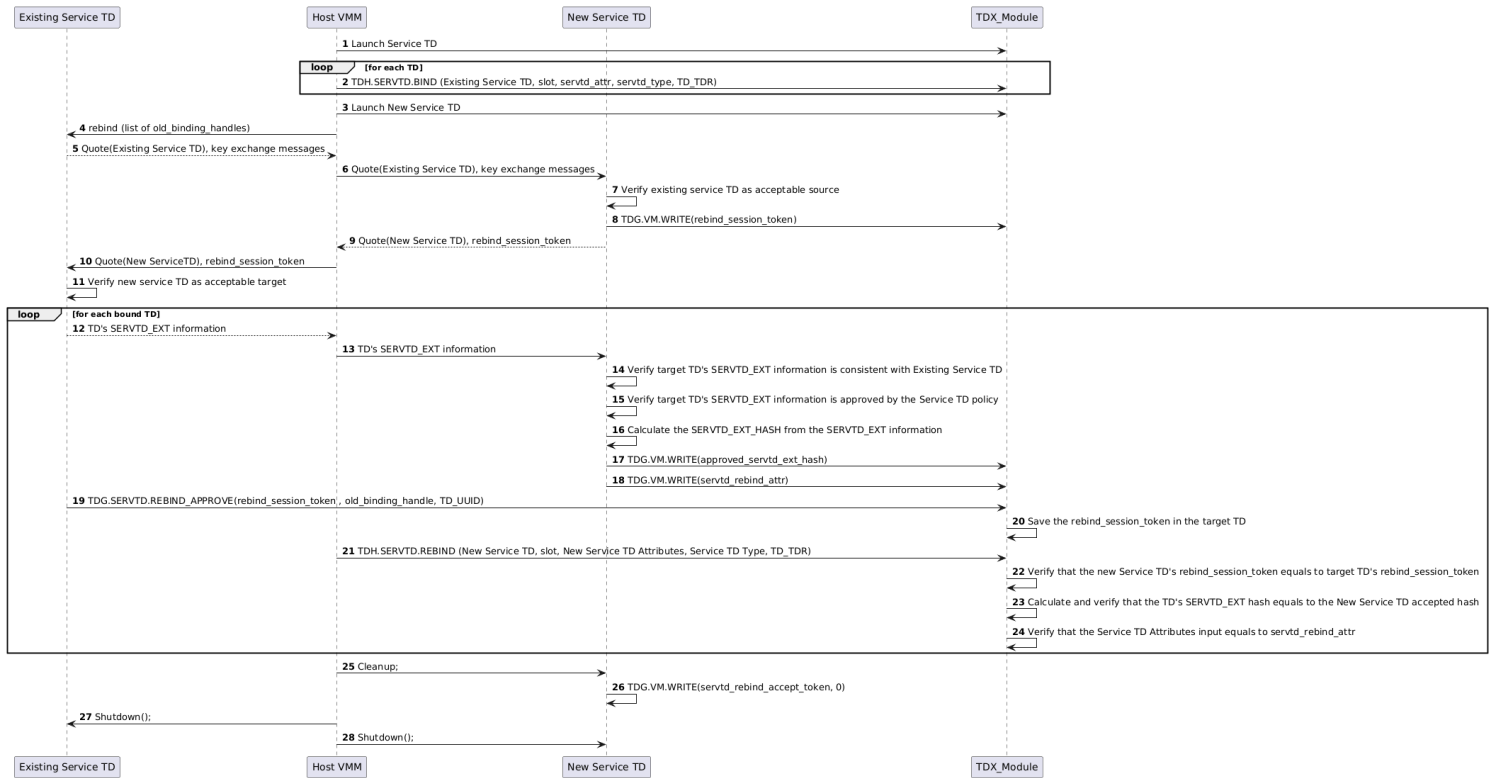 Existing Service TD
Host VMM
New Service TD
TDX_Module
1 Launch Service TD
loop [for each TD]
2 TDH.SERVTD.BIND (Existing Service TD, slot, servtd_attr, servtd_type, TD_TDR)
3 Launch New Service TD
4 rebind (list of old_binding_handles)
5 Quote(Existing Service TD), key exchange messages
6 Quote(Existing Service TD), key exchange messages
7 Verify existing service TD as acceptable source
8 TDG.VM.WRITE(rebind_session_token)
9 Quote(New Service TD), rebind_session_token
10 Quote(New ServiceTD), rebind_session_token
11 Verify new service TD as acceptable target
loop [for each bound TD]
12 TD's SERVTD_EXT information
13 TD's SERVTD_EXT information
14 Verify target TD's SERVTD_EXT information is consistent with Existing Service TD
15 Verify target TD's SERVTD_EXT information is approved by the Service TD policy
16 Calculate the SERVTD_EXT_HASH from the SERVTD_EXT information
17 TDG.VM.WRITE(approved_servtd_ext_hash)
18 TDG.VM.WRITE(servtd_rebind_attr)
19 TDG.SERVTD.REBIND_APPROVE(rebind_session_token , old_binding_handle, TD_UUID)
20 Save the rebind_session_token in the target TD
21 TDH.SERVTD.REBIND (New Service TD, slot, New Service TD Attributes, Service TD Type, TD_TDR)
22 Verify that the new Service TD's rebind_session_token equals to target TD's rebind_session_token
23 Calculate and verify that the TD's SERVTD_EXT hash equals to the New Service TD accepted hash
24 Verify that the Service TD Attributes input equals to servtd_rebind_attr
25 Cleanup;
26 TDG.VM.WRITE(servtd_rebind_accept_token, 0)
27 Shutdown();
28 Shutdown();
Existing Service TD
Host VMM
New Service TD
TDX_Module